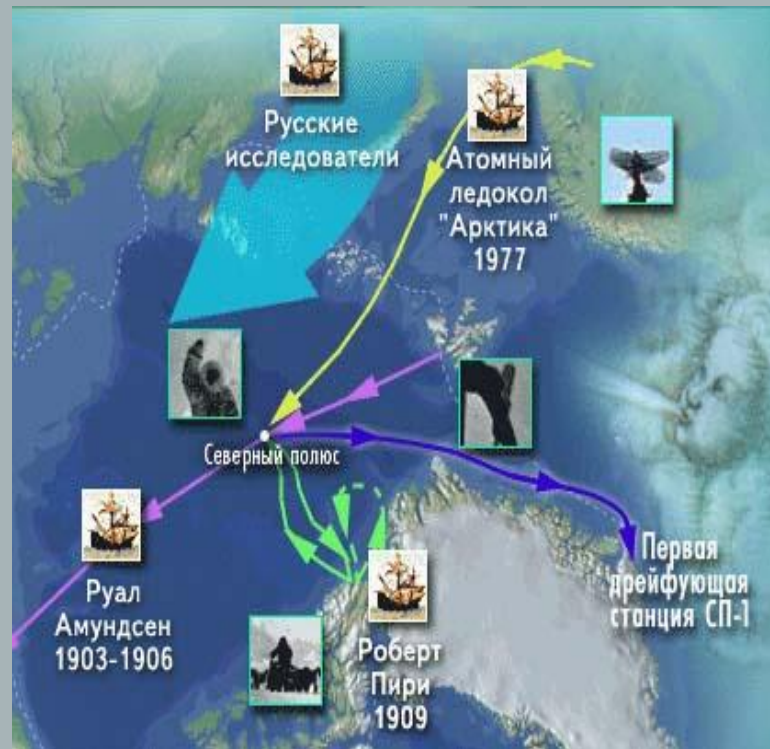 Русские
исследователи
Атомный
ледокол
"Арктика"
1977
Северный полюс
Руал
Амундсен
1903-1906
Роберт
Пири
1909
Первая
дрейфующая
станция СП-1